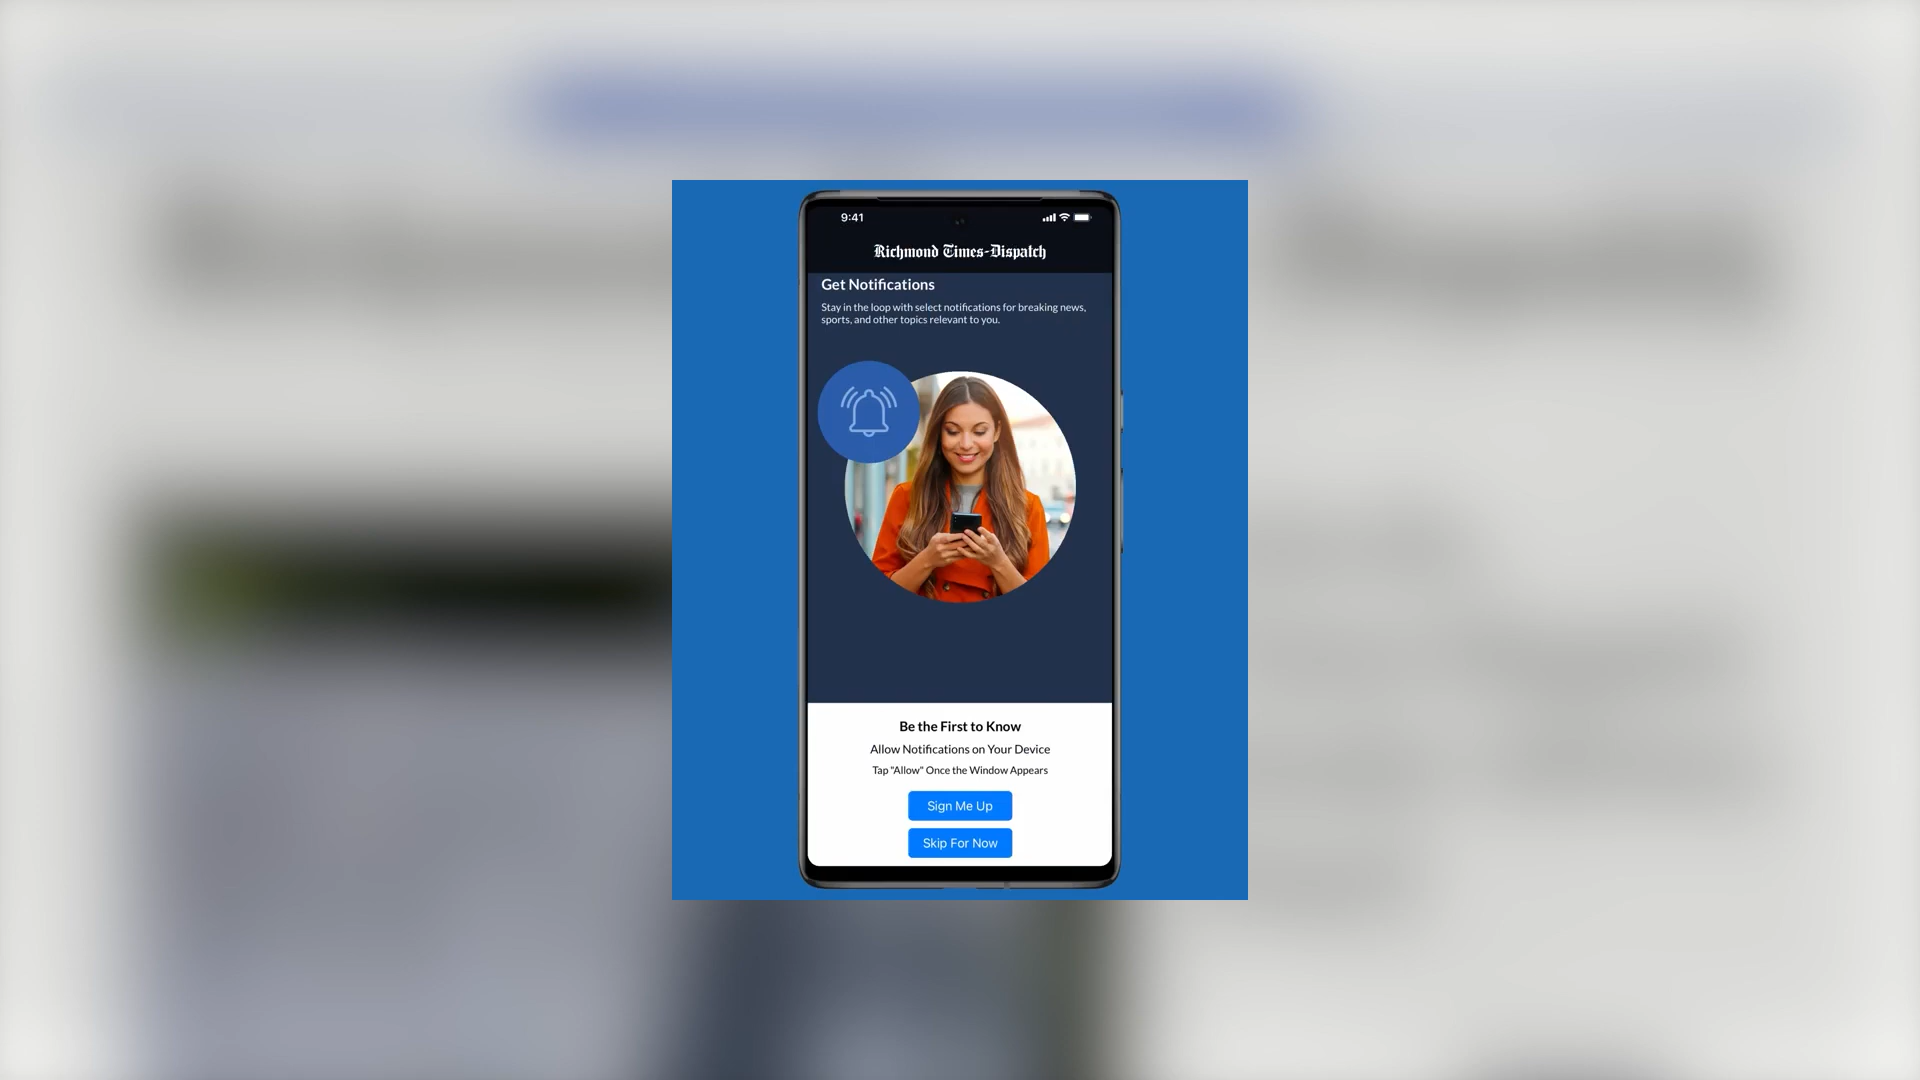 9:41
Richmond Times-Dispatch
Get Notifications
Stay in the loop with select notifications for breaking news,
sports, and other topics relevant to you.
Be the First to Know
Allow Notifications on Your Device
Tap "Allow" Once the Window Appears
Sign Me Up
Skip For Now